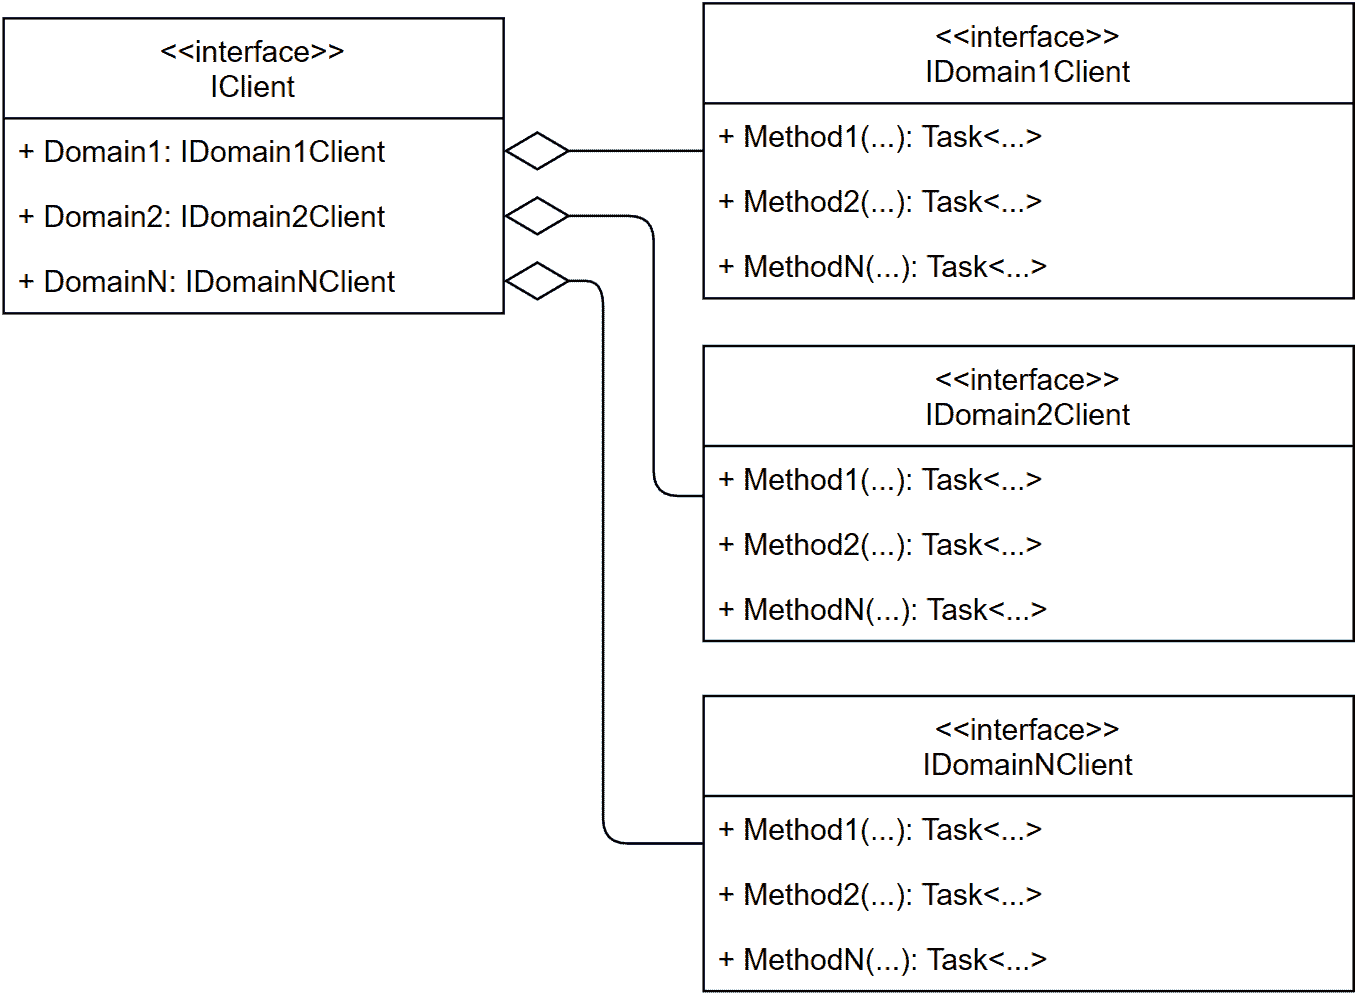 <<interface>>
IClient
+ Domain1: IDomain1Client
+ Domain2: IDomain2Client
+ DomainN: IDomainNClient
<<interface>>
IDomain1Client
+ Method1(...): Task<...>
+ Method2(...): Task<...>
+ MethodN(...): Task<...>
<<interface>>
IDomain2Client
+ Method1(...): Task<...>
+ Method2(...): Task<...>
+ MethodN(...): Task<...>
<<interface>>
IDomainNClient
+ Method1(...): Task<...>
+ Method2(...): Task<...>
+ MethodN(...): Task<...>